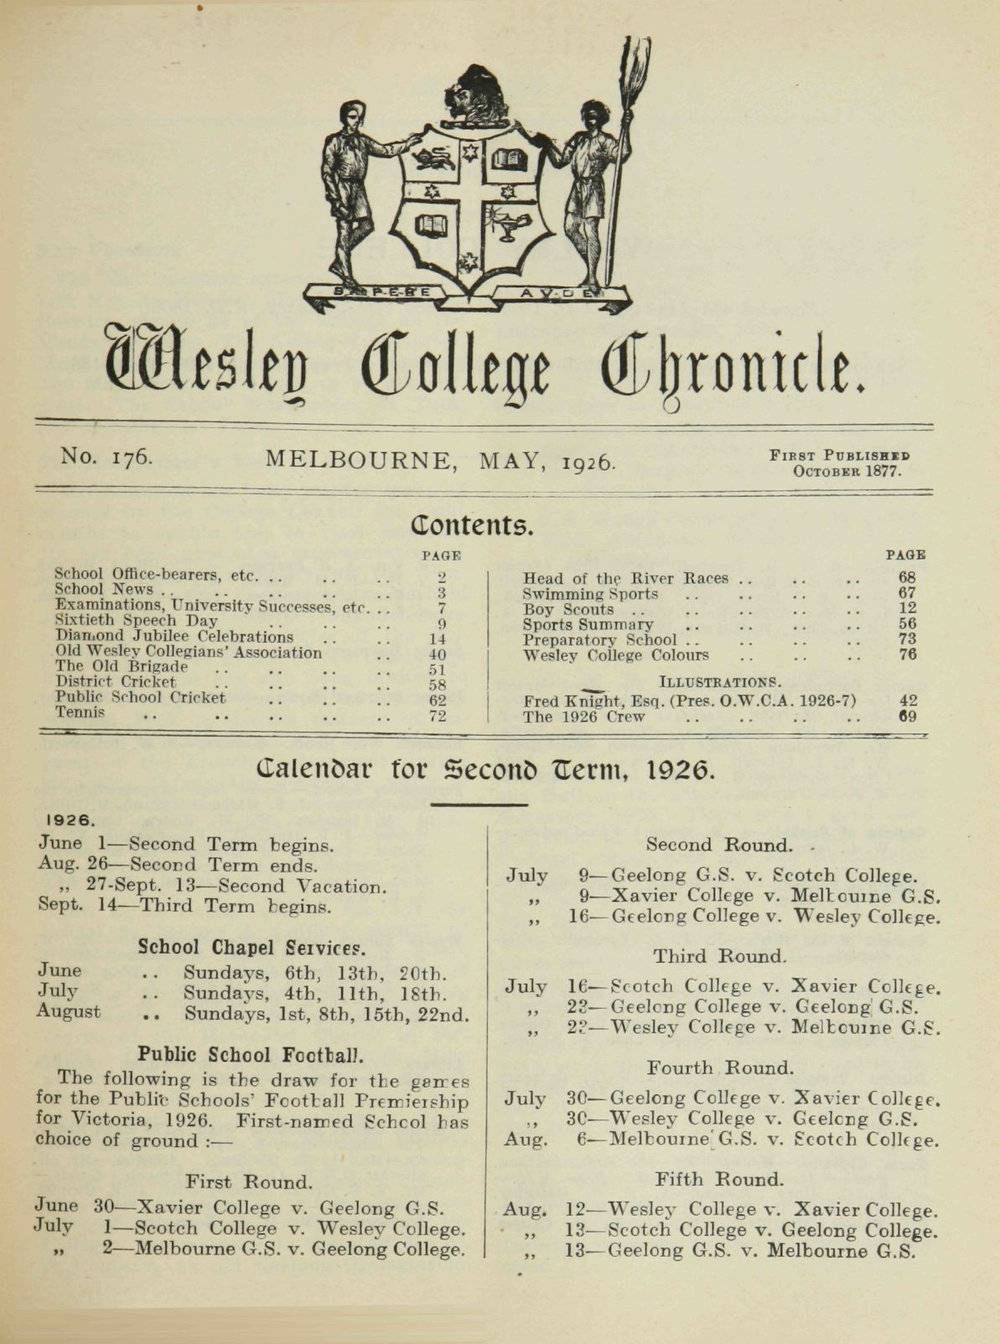 SAPERE AVDE
Wesley College Chronicle.
No. 176.
MELBOURNE, MAY, 1926.
First Published
October 1877.
Contents.
PAGE
School Office-bearers, etc. .. .. .. 2
School News .. .. .. .. .. 3
Examinations, University Successes, etc. .. 7
Sixtieth Speech Day .. .. .. 9
Diamond Jubilee Celebrations .. .. 14
Old Wesley Collegians' Association .. 40
The Old Brigade .. .. .. .. 51
District Cricket .. .. .. .. 58
Public School Cricket .. .. .. 62
Tennis .. .. .. .. .. 72
PAGE
Head of the River Races .. .. .. 68
Swimming Sports .. .. .. .. 67
Boy Scouts .. .. .. .. .. 12
Sports Summary .. .. .. .. 56
Preparatory School .. .. .. .. 73
Wesley College Colours .. .. .. 76
Illustrations.
Fred Knight, Esq. (Pres. O.W.C.A. 1926-7) 42
The 1926 Crew .. .. .. .. 69
Calendar for Second Term, 1926.
1926.
June 1—Second Term begins.
Aug. 26—Second Term ends.
,, 27-Sept. 13—Second Vacation.
Sept. 14—Third Term begins.
School Chapel Services.
June .. Sundays, 6th, 13th, 20th.
July .. Sundays, 4th, 11th, 18th.
August .. Sundays, 1st, 8th, 15th, 22nd.
Public School Football.
The following is the draw for the games
for the Public Schools' Football Premiership
for Victoria, 1926. First-named School has
choice of ground :—
First Round.
June 30—Xavier College v. Geelong G.S.
July 1—Scotch College v. Wesley College.
,, 2—Melbourne G.S. v. Geelong College.
Second Round.
July 9—Geelong G.S. v. Scotch College.
,, 9—Xavier College v. Melbourne G.S.
,, 16—Geelong College v. Wesley College.
Third Round.
July 16—Scotch College v. Xavier College.
,, 23—Geelong College v. Geelong G.S.
,, 23—Wesley College v. Melbourne G.S.
Fourth Round.
July 30—Geelong College v. Xavier College.
,, 30—Wesley College v. Geelong G.S.
Aug. 6—Melbourne G.S. v. Scotch College.
Fifth Round.
Aug. 12—Wesley College v. Xavier College.
,, 13—Scotch College v. Geelong College.
,, 13—Geelong G.S. v. Melbourne G.S.